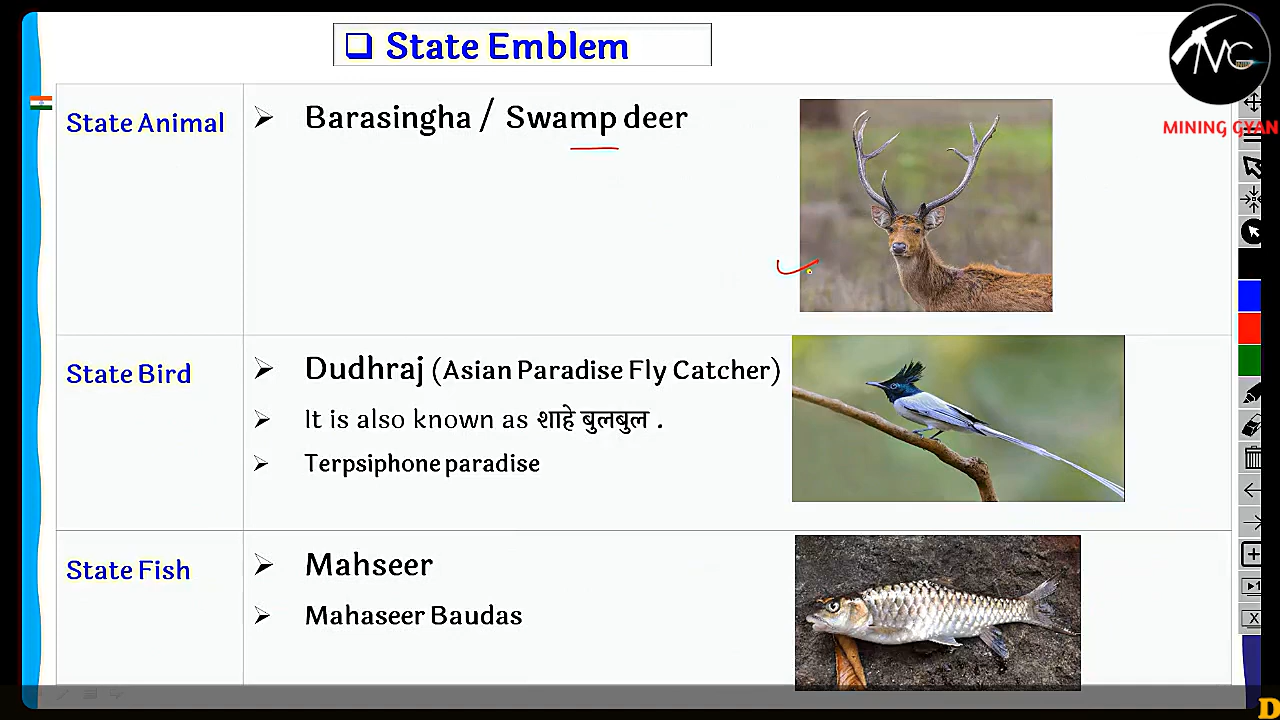 State Emblem
MG
MINING GYAN
State Animal
Barasingha / Swamp deer
State Bird
Dudhraj (Asian Paradise Fly Catcher)
It is also known as शाहे बुलबुल .
Terpsiphone paradise
State Fish
Mahseer
Mahaseer Baudas
D